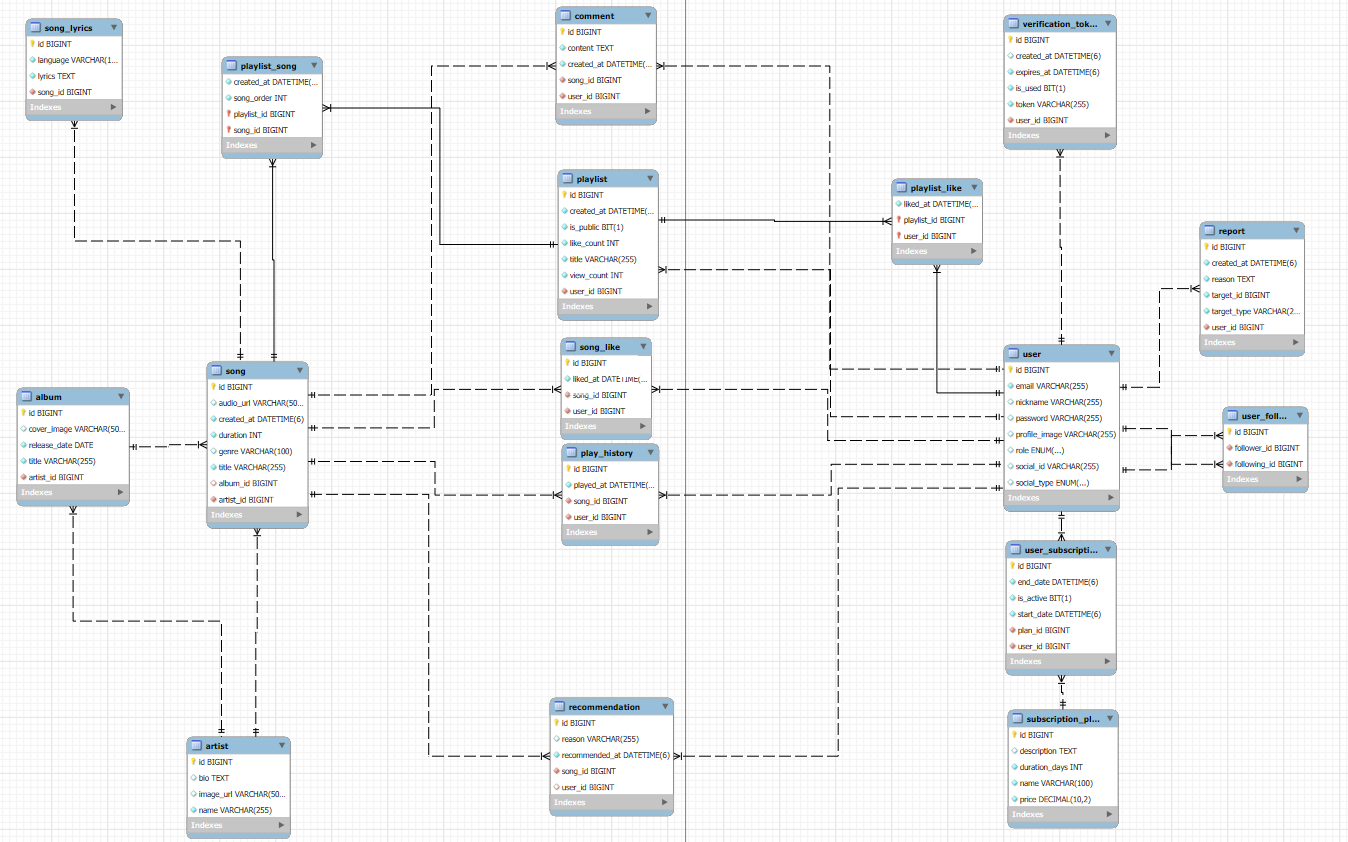 song_lyrics
id BIGINT
language VARCHAR(1...
lyrics TEXT
song_id BIGINT
Indexes
playlist_song
created_at DATETIME(...
song_order INT
playlist_id BIGINT
song_id BIGINT
Indexes
comment
id BIGINT
content TEXT
created_at DATETIME(...
song_id BIGINT
user_id BIGINT
Indexes
verification_tok...
id BIGINT
created_at DATETIME(6)
expires_at DATETIME(6)
is_used BIT(1)
token VARCHAR(255)
user_id BIGINT
Indexes
playlist
id BIGINT
created_at DATETIME(...
is_public BIT(1)
like_count INT
title VARCHAR(255)
view_count INT
user_id BIGINT
Indexes
playlist_like
liked_at DATETIME(...
playlist_id BIGINT
user_id BIGINT
Indexes
report
id BIGINT
created_at DATETIME(6)
reason TEXT
target_id BIGINT
target_type VARCHAR(2...
user_id BIGINT
Indexes
song_like
id BIGINT
liked_at DATETIME(...
song_id BIGINT
user_id BIGINT
Indexes
user
id BIGINT
email VARCHAR(255)
nickname VARCHAR(255)
password VARCHAR(255)
profile_image VARCHAR(255)
role ENUM(...)
social_id VARCHAR(255)
social_type ENUM(...)
Indexes
song
id BIGINT
audio_url VARCHAR(50...
created_at DATETIME(6)
duration INT
genre VARCHAR(100)
title VARCHAR(255)
album_id BIGINT
artist_id BIGINT
Indexes
album
id BIGINT
cover_image VARCHAR(50...
release_date DATE
title VARCHAR(255)
artist_id BIGINT
Indexes
user_foll...
id BIGINT
follower_id BIGINT
following_id BIGINT
Indexes
play_history
id BIGINT
played_at DATETIME(...
song_id BIGINT
user_id BIGINT
Indexes
user_subscripti...
id BIGINT
end_date DATETIME(6)
is_active BIT(1)
start_date DATETIME(6)
plan_id BIGINT
user_id BIGINT
Indexes
recommendation
id BIGINT
reason VARCHAR(255)
recommended_at DATETIME(6)
song_id BIGINT
user_id BIGINT
Indexes
subscription_pl...
id BIGINT
description TEXT
duration_days INT
name VARCHAR(100)
price DECIMAL(10,2)
Indexes
artist
id BIGINT
bio TEXT
image_url VARCHAR(50...
name VARCHAR(255)
Indexes